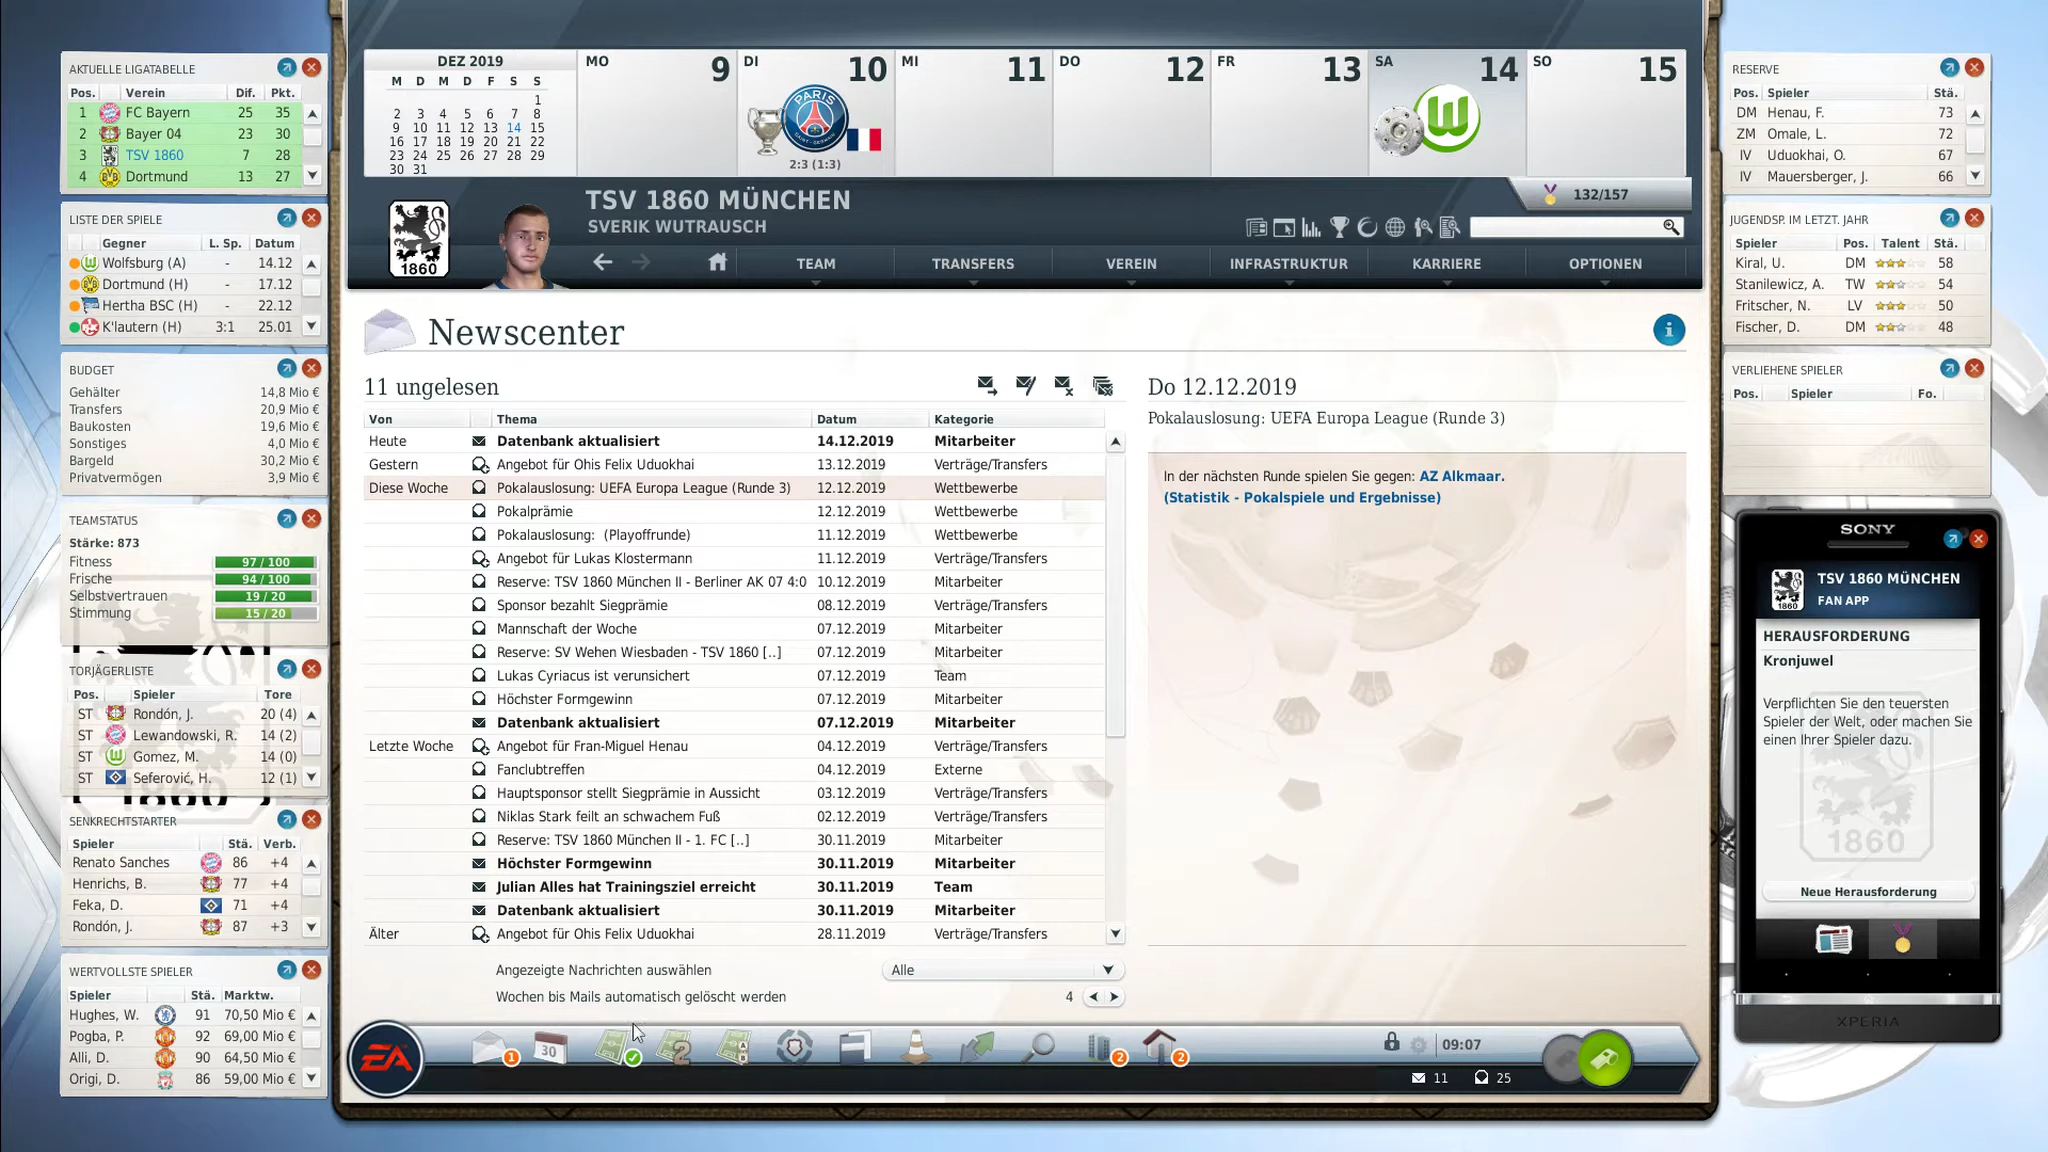 AKTUELLE LIGATABELLE
Pos. Verein Dif. Pkt.
1 FC Bayern 25 35
2 Bayer 04 23 30
3 TSV 1860 7 28
4 Dortmund 13 27
LISTE DER SPIELE
Gegner L. Sp. Datum
Wolfsburg (A) - 14.12
Dortmund (H) - 17.12
Hertha BSC (H) - 22.12
K'lautern (H) 3:1 25.01
BUDGET
Gehälter 14,8 Mio €
Transfers 20,9 Mio €
Baukosten 19,6 Mio €
Sonstiges 4,0 Mio €
Bargeld 30,2 Mio €
Privatvermögen 3,9 Mio €
TEAMSTATUS
Stärke: 873
Fitness 97 / 100
Frische 94 / 100
Selbstvertrauen 19 / 20
Stimmung 15 / 20
TORJÄGERLISTE
Pos. Spieler Tore
ST Rondón, J. 20 (4)
ST Lewandowski, R. 14 (2)
ST Gomez, M. 14 (0)
ST Seferović, H. 12 (1)
SENKRECHTSTARTER
Spieler Stä. Verb.
Renato Sanches 86 +4
Henrichs, B. 77 +4
Feka, D. 71 +4
Rondón, J. 87 +3
WERTVOLLSTE SPIELER
Spieler Stä. Marktw.
Hughes, W. 91 70,50 Mio €
Pogba, P. 92 69,00 Mio €
Alli, D. 90 64,50 Mio €
Origi, D. 86 59,00 Mio €
DEZ 2019
M D M D F S S
1
2 3 4 5 6 7 8
9 10 11 12 13 14 15
16 17 18 19 20 21 22
23 24 25 26 27 28 29
30 31
MO 9 DI 10 MI 11 DO 12 FR 13 SA 14 SO 15
PARIS
2:3 (1:3)
TSV 1860 MÜNCHEN
SVERIK WUTRAUSCH
1860
132/157
TEAM TRANSFERS VEREIN INFRASTRUKTUR KARRIERE OPTIONEN
Newscenter
11 ungelesen
Von Thema Datum Kategorie
Heute Datenbank aktualisiert 14.12.2019 Mitarbeiter
Gestern Angebot für Ohis Felix Uduokhai 13.12.2019 Verträge/Transfers
Diese Woche Pokalauslosung: UEFA Europa League (Runde 3) 12.12.2019 Wettbewerbe
Pokalprämie 12.12.2019 Wettbewerbe
Pokalauslosung: (Playoffrunde) 11.12.2019 Wettbewerbe
Angebot für Lukas Klostermann 11.12.2019 Verträge/Transfers
Reserve: TSV 1860 München II - Berliner AK 07 4:0 10.12.2019 Mitarbeiter
Sponsor bezahlt Siegprämie 08.12.2019 Verträge/Transfers
Mannschaft der Woche 07.12.2019 Mitarbeiter
Reserve: SV Wehen Wiesbaden - TSV 1860 [..] 07.12.2019 Mitarbeiter
Lukas Cyriacus ist verunsichert 07.12.2019 Team
Höchster Formgewinn 07.12.2019 Mitarbeiter
Datenbank aktualisiert 07.12.2019 Mitarbeiter
Letzte Woche Angebot für Fran-Miguel Henau 04.12.2019 Verträge/Transfers
Fanclubtreffen 04.12.2019 Externe
Hauptsponsor stellt Siegprämie in Aussicht 03.12.2019 Verträge/Transfers
Niklas Stark feilt an schwachem Fuß 02.12.2019 Verträge/Transfers
Reserve: TSV 1860 München II - 1. FC [..] 30.11.2019 Mitarbeiter
Höchster Formgewinn 30.11.2019 Mitarbeiter
Julian Alles hat Trainingsziel erreicht 30.11.2019 Team
Datenbank aktualisiert 30.11.2019 Mitarbeiter
Älter Angebot für Ohis Felix Uduokhai 28.11.2019 Verträge/Transfers
Angezeigte Nachrichten auswählen Alle
Wochen bis Mails automatisch gelöscht werden 4
Do 12.12.2019
Pokalauslosung: UEFA Europa League (Runde 3)
In der nächsten Runde spielen Sie gegen: AZ Alkmaar.
(Statistik - Pokalspiele und Ergebnisse)
EA
1 30 2 2 2
09:07
11 25
RESERVE
Pos. Spieler Stä.
DM Henau, F. 73
ZM Omale, L. 72
IV Uduokhai, O. 67
IV Mauersberger, J. 66
JUGENDSP. IM LETZT. JAHR
Spieler Pos. Talent Stä.
Kiral, U. DM 58
Stanilewicz, A. TW 54
Fritscher, N. LV 50
Fischer, D. DM 48
VERLIEHENE SPIELER
Pos. Spieler Fo.
SONY
TSV 1860 MÜNCHEN
FAN APP
1860
HERAUSFORDERUNG
Kronjuwel
Verpflichten Sie den teuersten
Spieler der Welt, oder machen Sie
einen Ihrer Spieler dazu.
1860
Neue Herausforderung
XPERIA